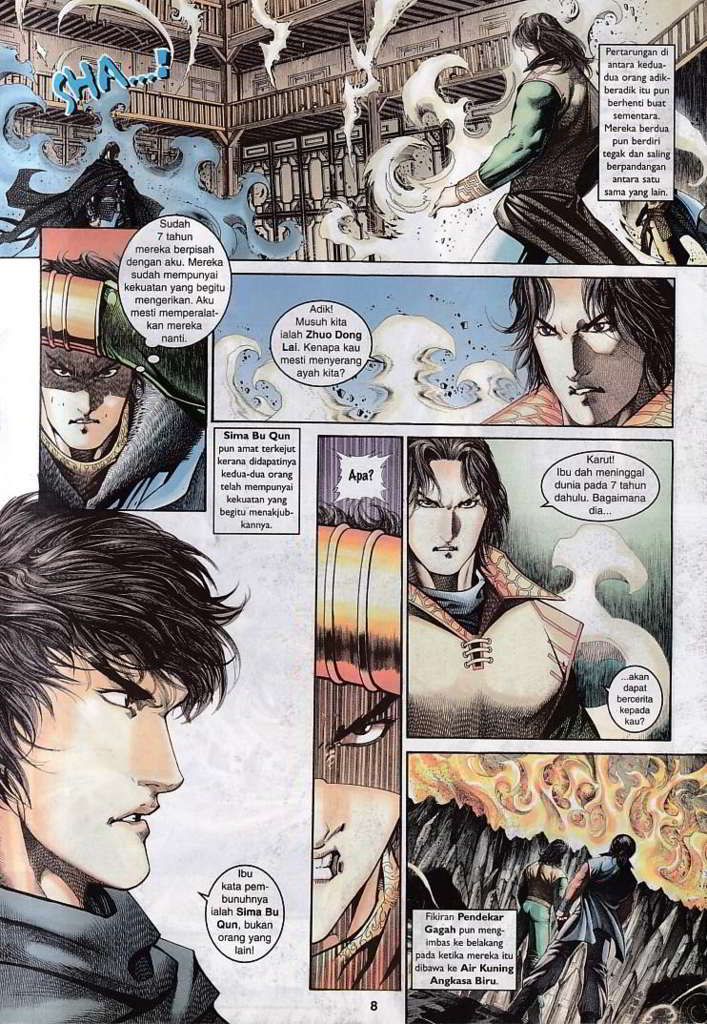 SHA...!
Pertarungan di
antara kedua-
dua orang adik-
beradik itu pun
berhenti buat
sementara.
Mereka berdua
pun berdiri
tegak dan saling
berpandangan
antara satu
sama yang lain.
Sudah
7 tahun
mereka berpisah
dengan aku. Mereka
sudah mempunyai
kekuatan yang begitu
mengerikan. Aku
mesti memperalat-
kan mereka
nanti.
Adik!
Musuh kita
ialah Zhuo Dong
Lai. Kenapa kau
mesti menyerang
ayah kita?
Sima Bu Qun
pun amat terkejut
kerana didapatinya
kedua-dua orang
telah mempunyai
kekuatan yang
begitu menakjub-
kannya.
Apa?
Karut!
Ibu dah meninggal
dunia pada 7 tahun
dahulu. Bagaimana
dia...
...akan
dapat
bercerita
kepada
kau?
Ibu
kata pem-
bunuhnya
ialah Sima Bu
Qun, bukan
orang yang
lain!
Fikiran Pendekar
Gagah pun meng-
imbas ke belakang
pada ketika mereka itu
dibawa ke Air Kuning
Angkasa Biru.
8